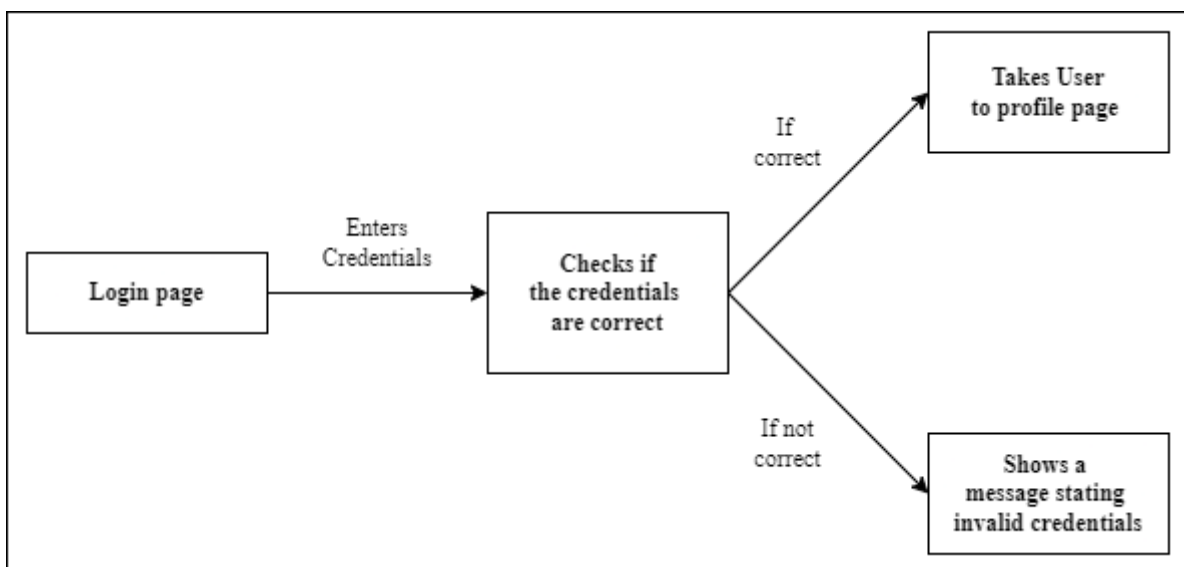 Login page
Enters
Credentials
Checks if
the credentials
are correct
If
correct
Takes User
to profile page
If not
correct
Shows a
message stating
invalid credentials